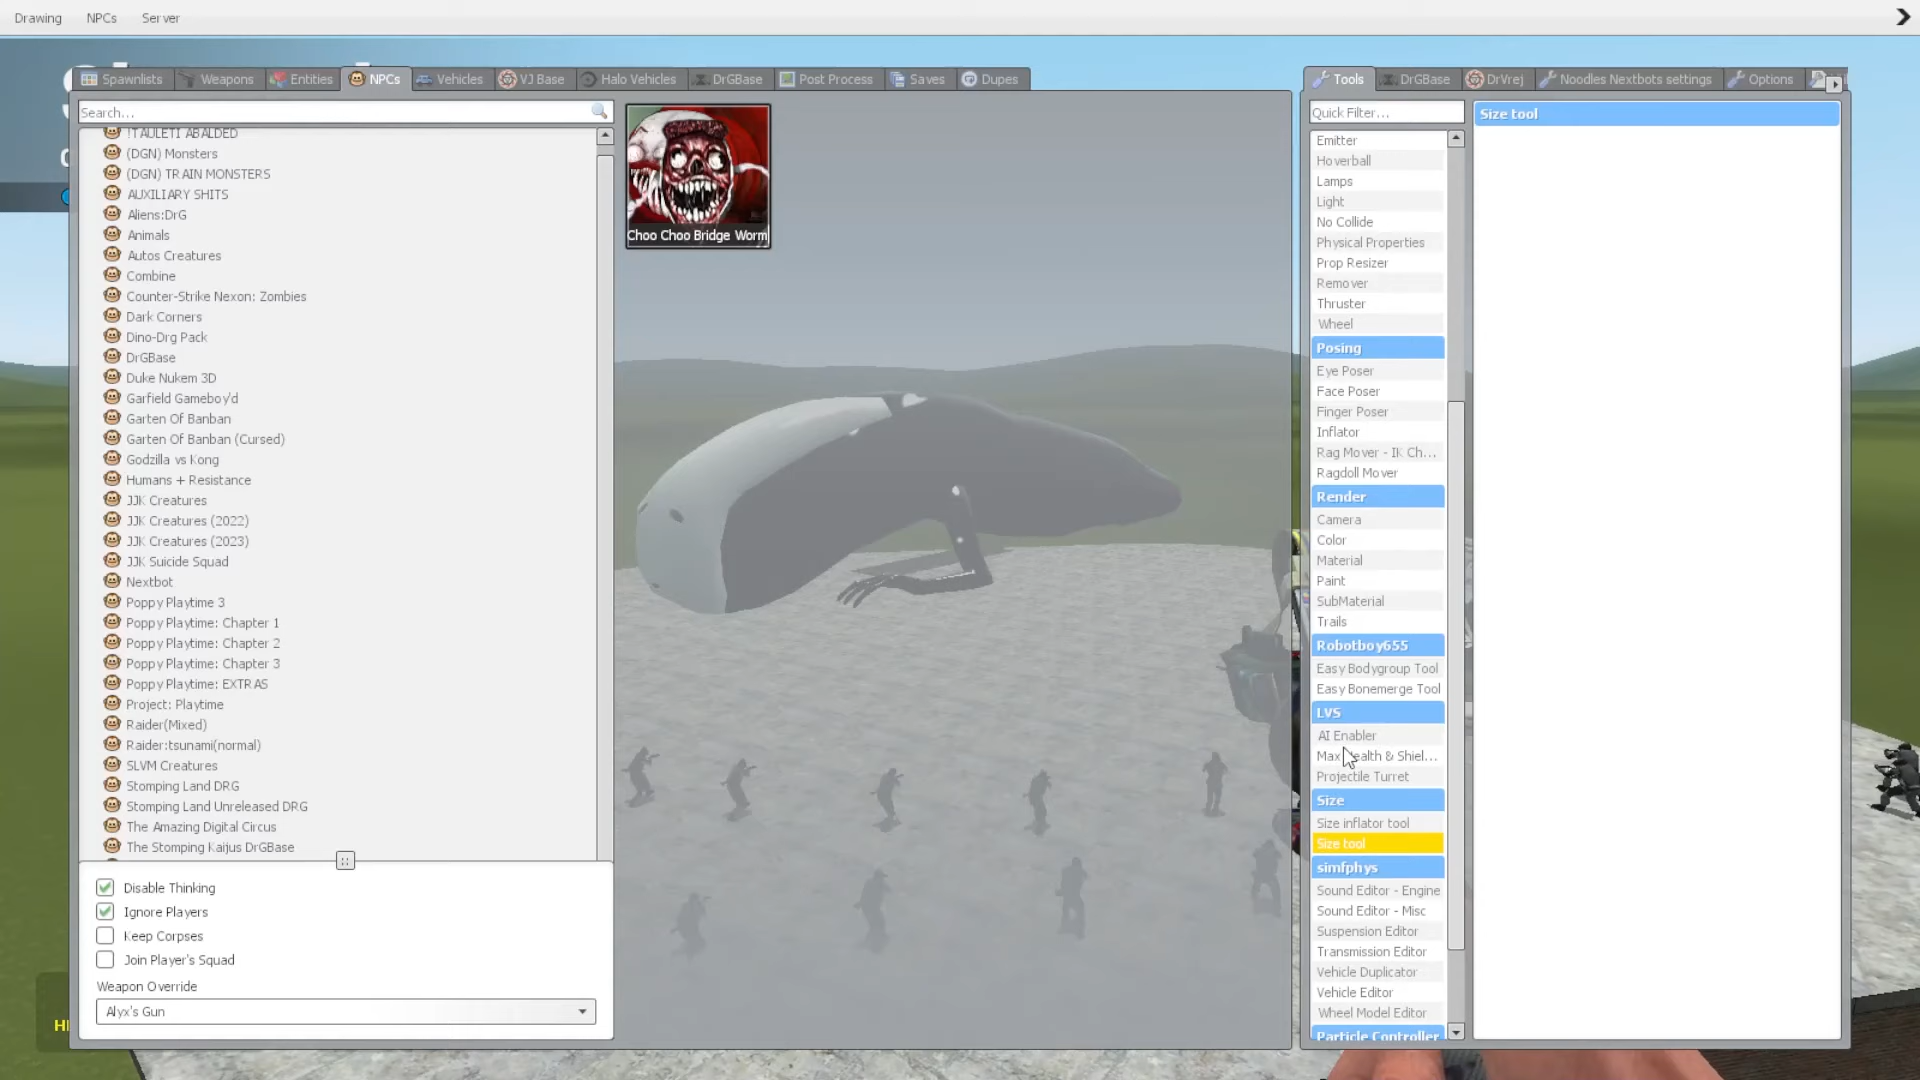 Drawing NPCs Server
Spawnlists Weapons Entities NPCs Vehicles VJ Base Halo Vehicles DrGBase Post Process Saves Dupes
Tools DrGBase DrVrej Noodles Nextbots settings Options
Search...
!TAULETI ABALDED
(DGN) Monsters
(DGN) TRAIN MONSTERS
AUXILIARY SHITS
Aliens:DrG
Animals
Autos Creatures
Combine
Counter-Strike Nexon: Zombies
Dark Corners
Dino-Drg Pack
DrGBase
Duke Nukem 3D
Garfield Gameboy'd
Garten Of Banban
Garten Of Banban (Cursed)
Godzilla vs Kong
Humans + Resistance
JJK Creatures
JJK Creatures (2022)
JJK Creatures (2023)
JJK Suicide Squad
Nextbot
Poppy Playtime 3
Poppy Playtime: Chapter 1
Poppy Playtime: Chapter 2
Poppy Playtime: Chapter 3
Poppy Playtime: EXTRAS
Project: Playtime
Raider(Mixed)
Raider:tsunami(normal)
SLVM Creatures
Stomping Land DRG
Stomping Land Unreleased DRG
The Amazing Digital Circus
The Stomping Kaijus DrGBase
Disable Thinking
Ignore Players
Keep Corpses
Join Player's Squad
Weapon Override
Alyx's Gun
Choo Choo Bridge Worm
Quick Filter...
Emitter
Hoverball
Lamps
Light
No Collide
Physical Properties
Prop Resizer
Remover
Thruster
Wheel
Posing
Eye Poser
Face Poser
Finger Poser
Inflator
Rag Mover - IK Ch...
Ragdoll Mover
Render
Camera
Color
Material
Paint
SubMaterial
Trails
Robotboy655
Easy Bodygroup Tool
Easy Bonemerge Tool
LVS
AI Enabler
Max Health & Shiel...
Projectile Turret
Size
Size inflator tool
Size tool
simfphys
Sound Editor - Engine
Sound Editor - Misc
Suspension Editor
Transmission Editor
Vehicle Duplicator
Vehicle Editor
Wheel Model Editor
Particle Controller
Size tool